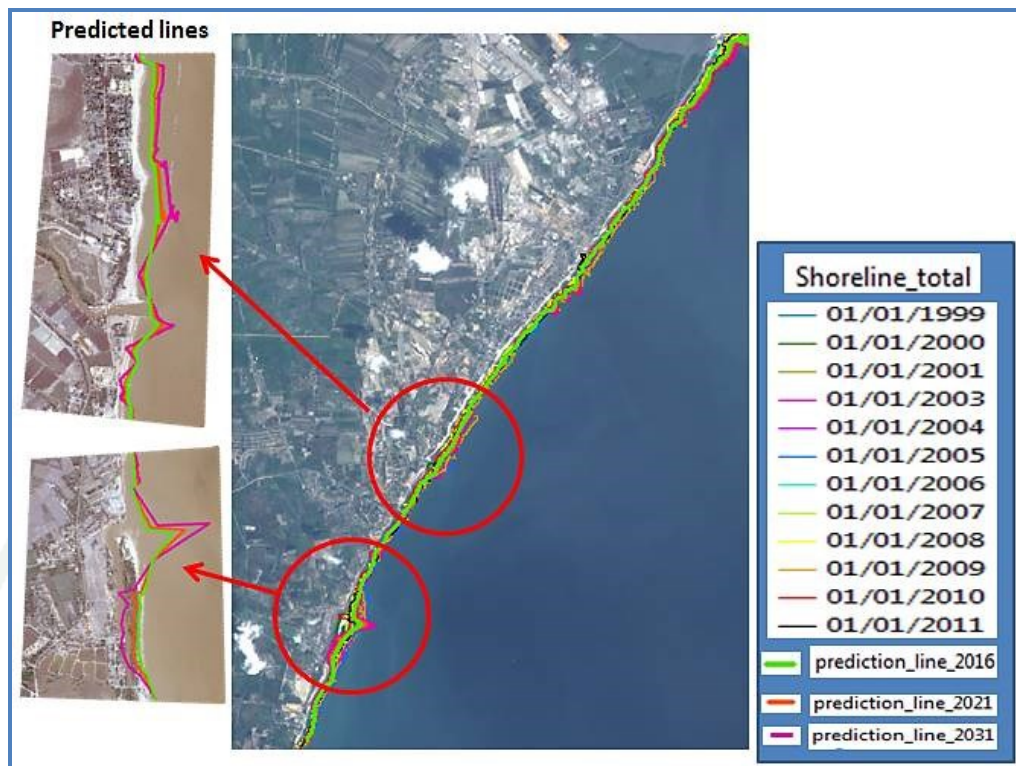 Predicted lines
Shoreline_total
01/01/1999
01/01/2000
01/01/2001
01/01/2003
01/01/2004
01/01/2005
01/01/2006
01/01/2007
01/01/2008
01/01/2009
01/01/2010
01/01/2011
prediction_line_2016
prediction_line_2021
prediction_line_2031